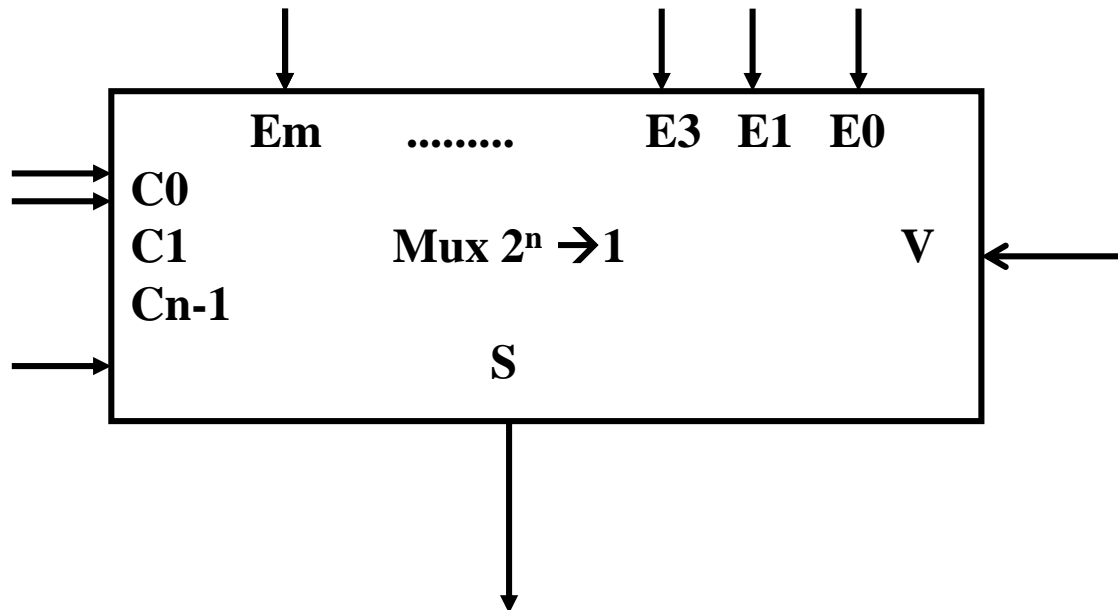 Em ......... E3 E1 E0
C0
C1 Mux 2ⁿ →1 V
Cn-1
S